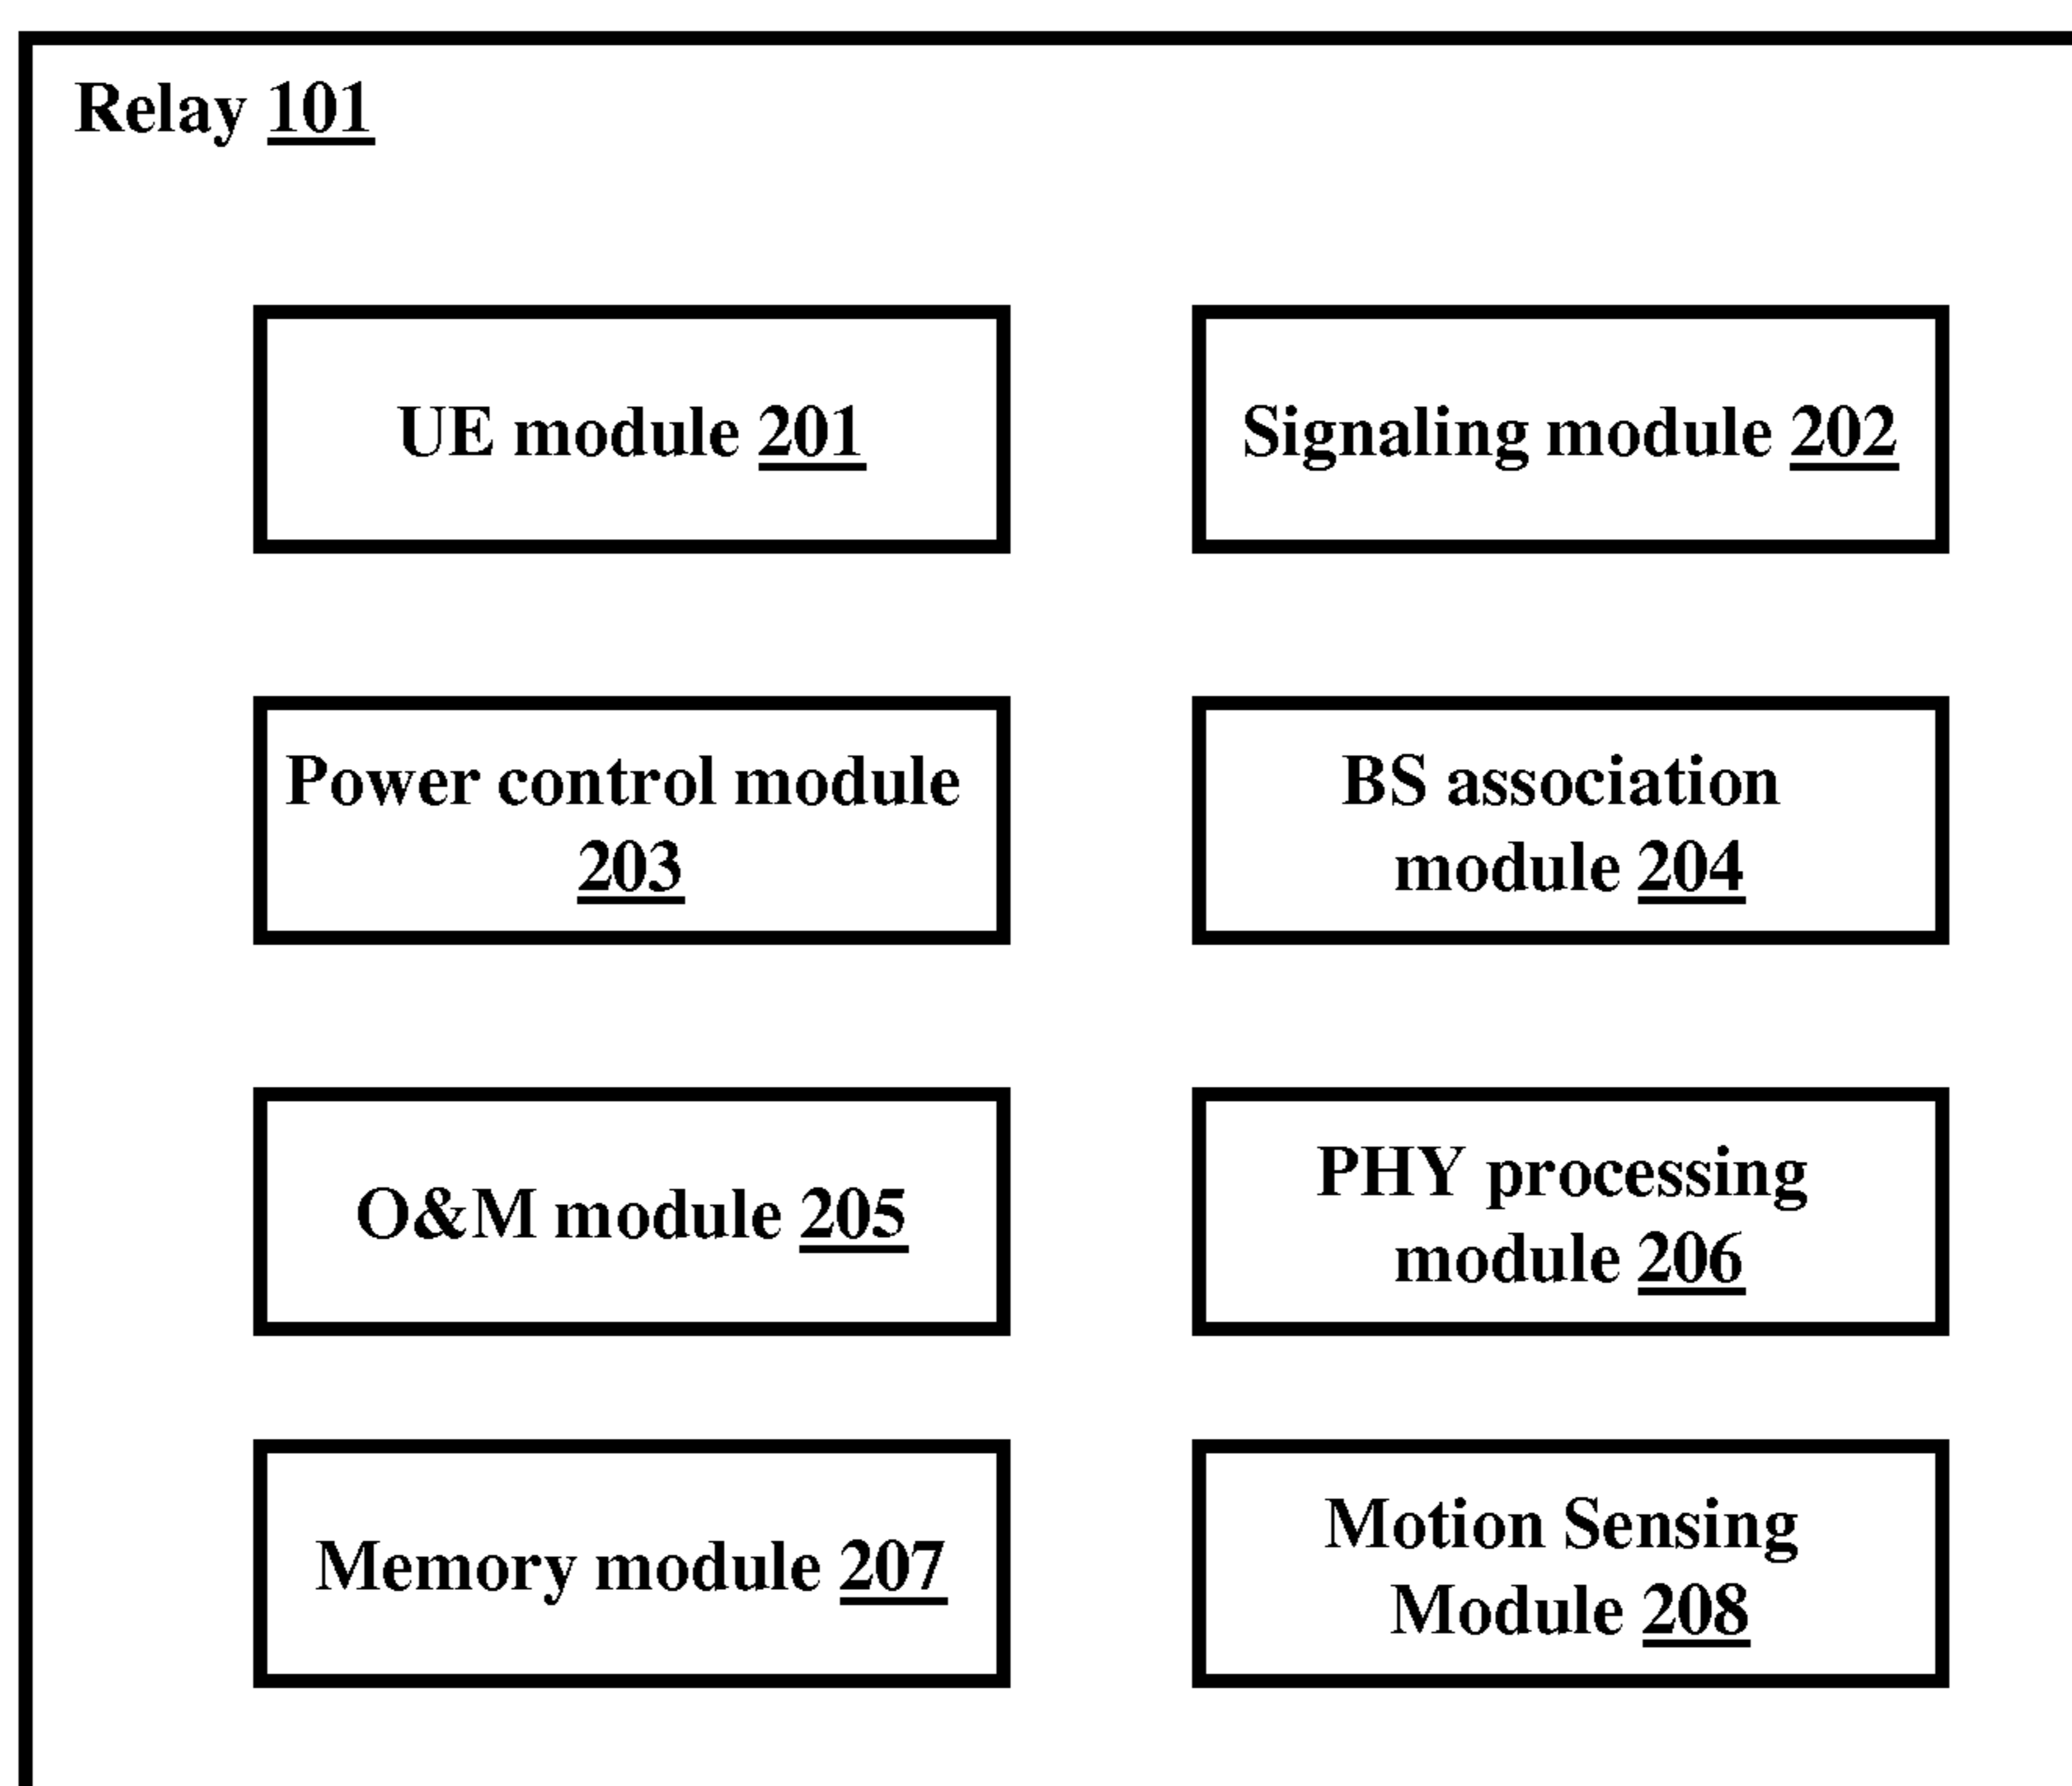 Relay 101
UE module 201
Signaling module 202
Power control module
203
BS association
module 204
O&M module 205
PHY processing
module 206
Memory module 207
Motion Sensing
Module 208